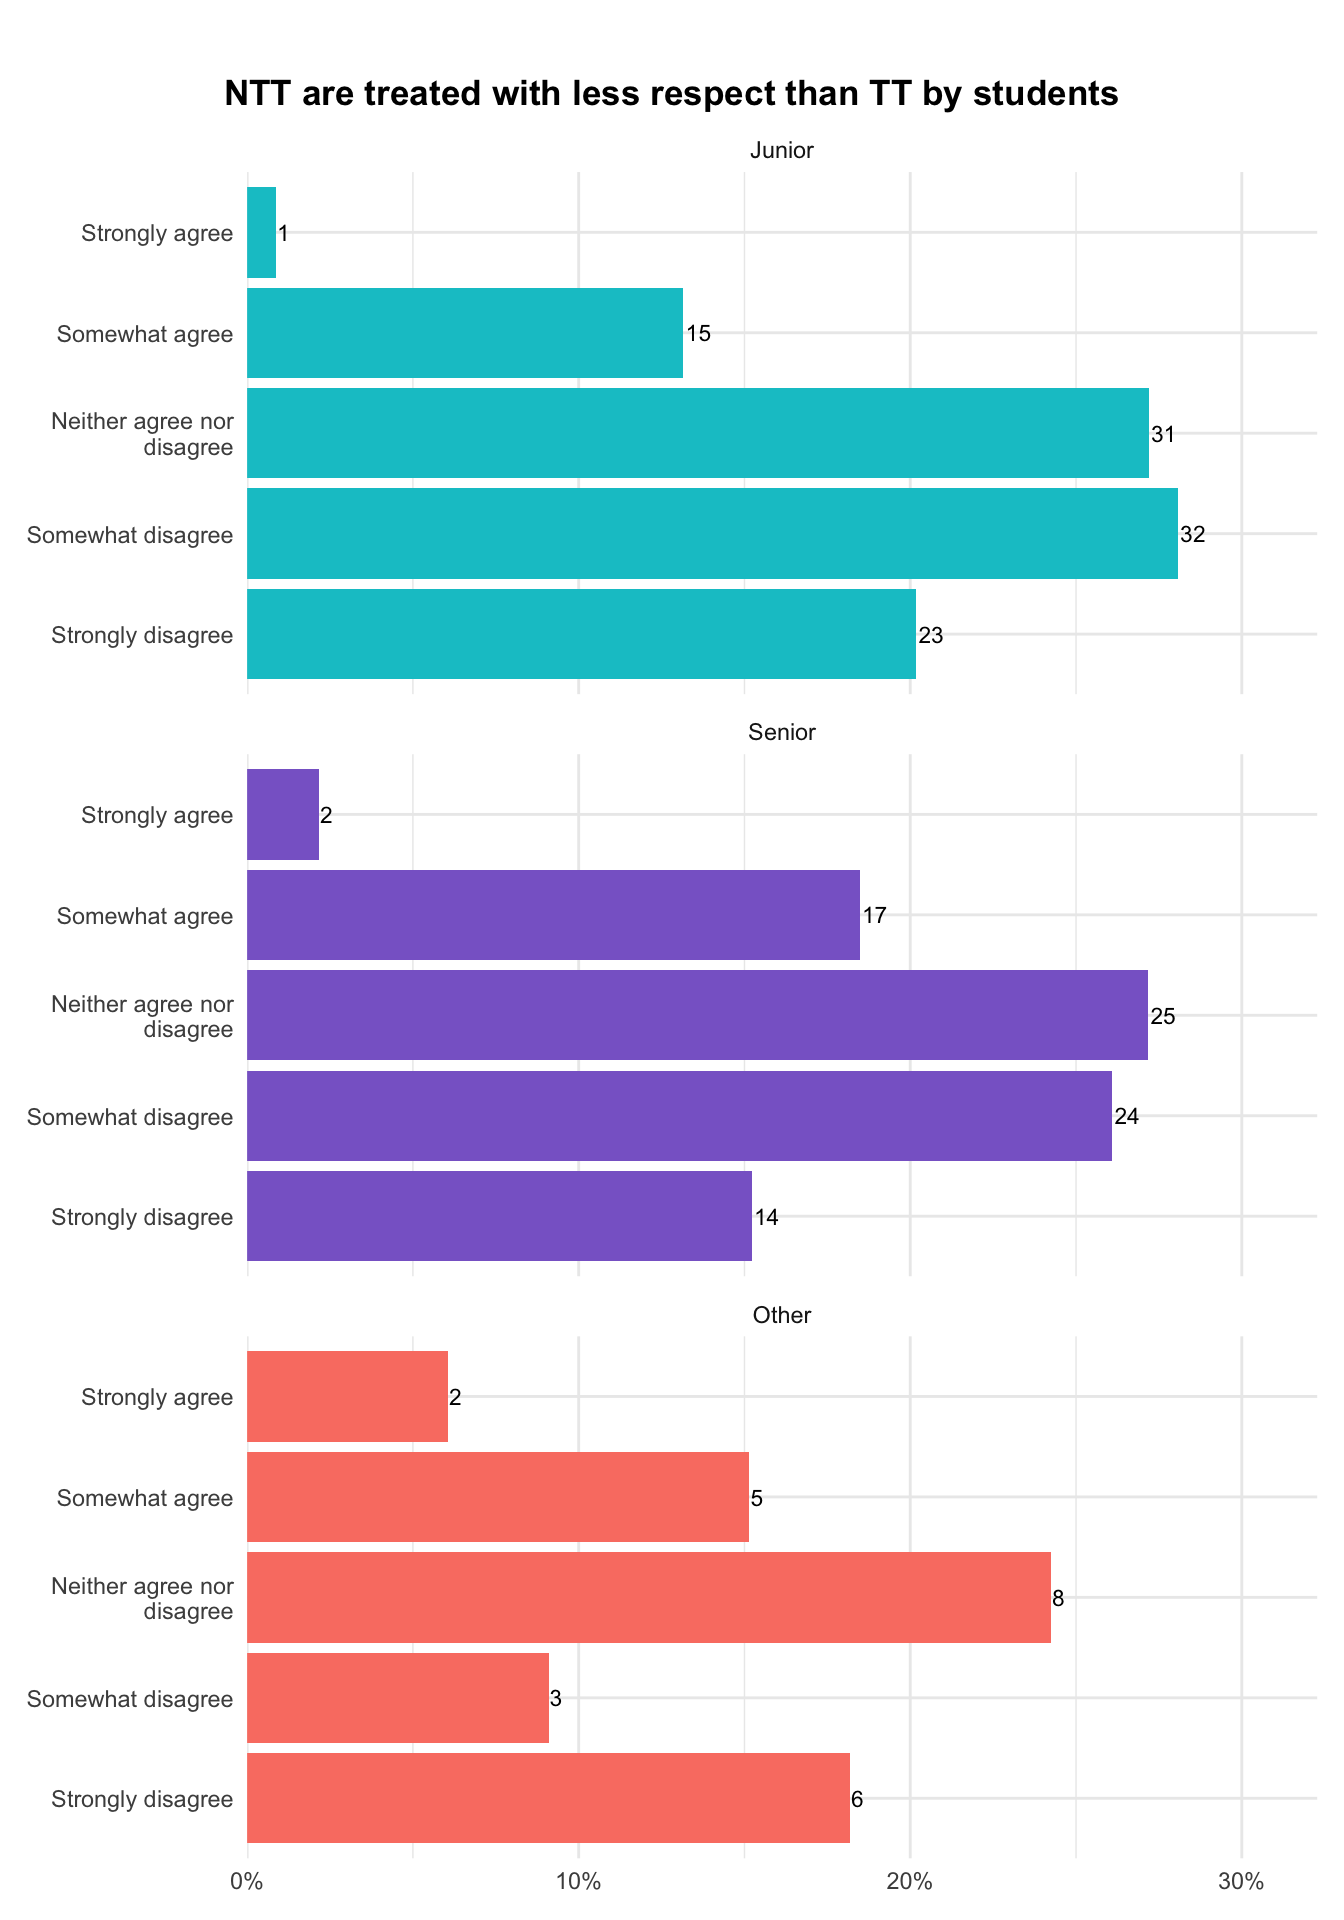 NTT are treated with less respect than TT by students
Junior
Strongly agree
1
Somewhat agree
15
Neither agree nor
disagree
31
Somewhat disagree
32
Strongly disagree
23
Senior
Strongly agree
2
Somewhat agree
17
Neither agree nor
disagree
25
Somewhat disagree
24
Strongly disagree
14
Other
Strongly agree
2
Somewhat agree
5
Neither agree nor
disagree
8
Somewhat disagree
3
Strongly disagree
6
0% 10% 20% 30%